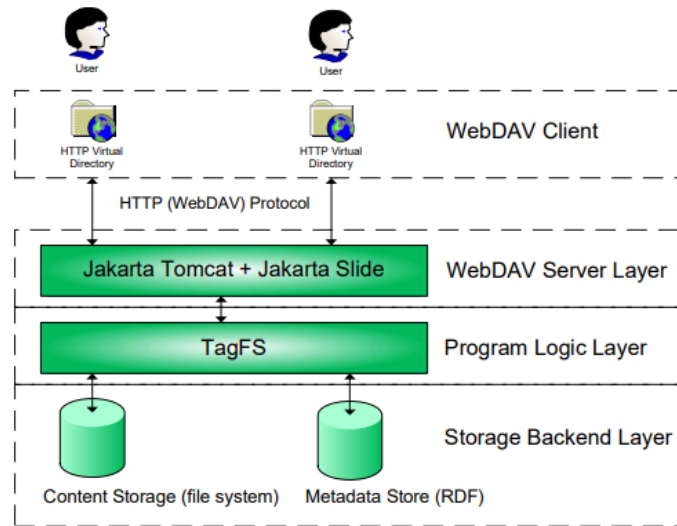 User
User
HTTP Virtual
Directory
HTTP Virtual
Directory
WebDAV Client
HTTP (WebDAV) Protocol
Jakarta Tomcat + Jakarta Slide
WebDAV Server Layer
TagFS
Program Logic Layer
Storage Backend Layer
Content Storage (file system)
Metadata Store (RDF)